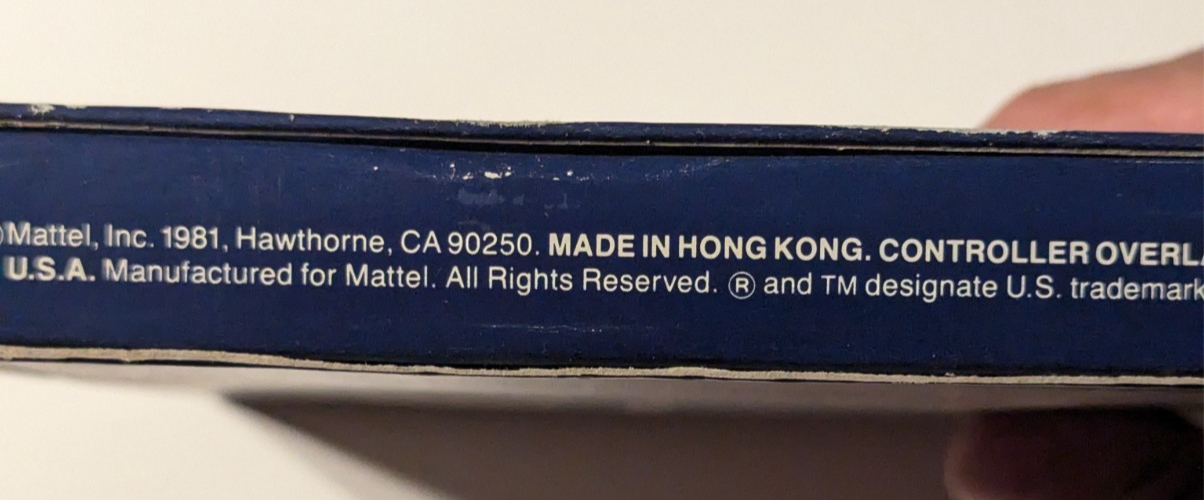 ©Mattel, Inc. 1981, Hawthorne, CA 90250. MADE IN HONG KONG. CONTROLLER
U.S.A. Manufactured for Mattel. All Rights Reserved. ® and TM designate U.S. trademark